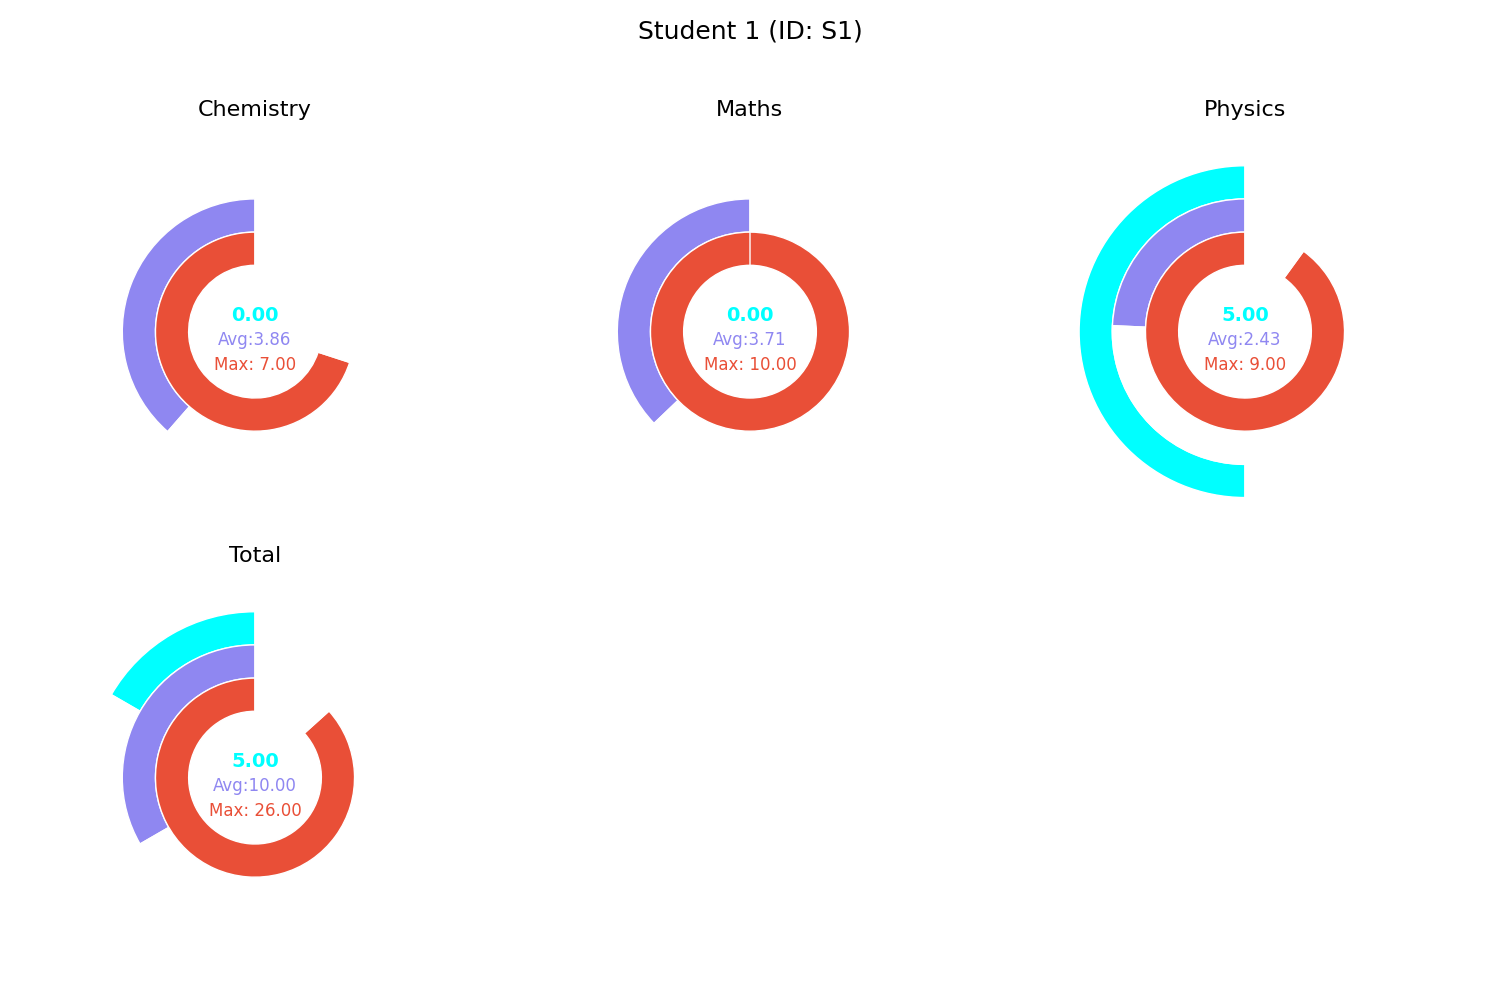 Student 1 (ID: S1)
Chemistry
0.00
Avg:3.86
Max: 7.00
Maths
0.00
Avg:3.71
Max: 10.00
Physics
5.00
Avg:2.43
Max: 9.00
Total
5.00
Avg:10.00
Max: 26.00